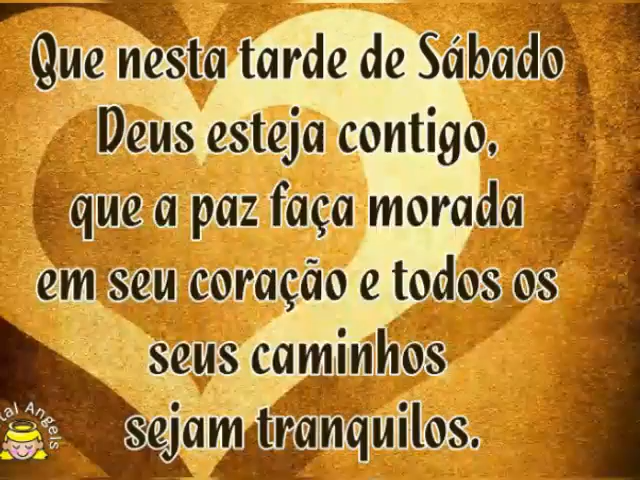 Que nesta tarde de Sábado
Deus esteja contigo,
que a paz faça morada
em seu coração e todos os
seus caminhos
sejam tranquilos.
Angels